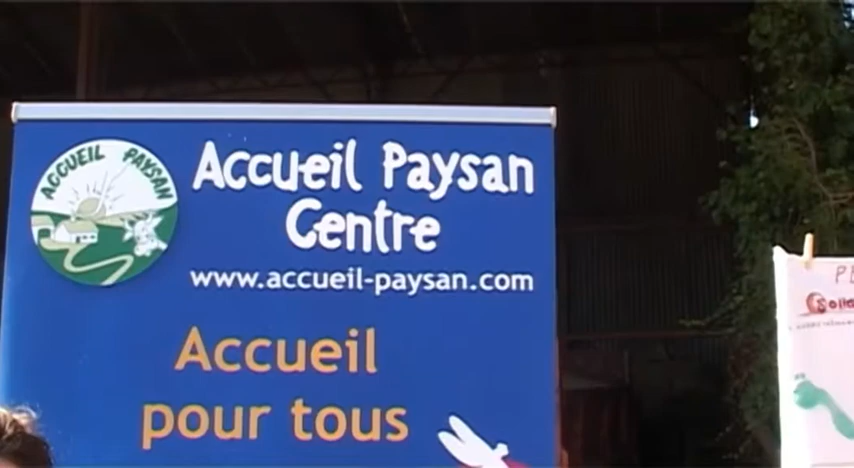 ACCUEIL PAYSAN
Accueil Paysan
Centre
www.accueil-paysan.com
Accueil
pour tous